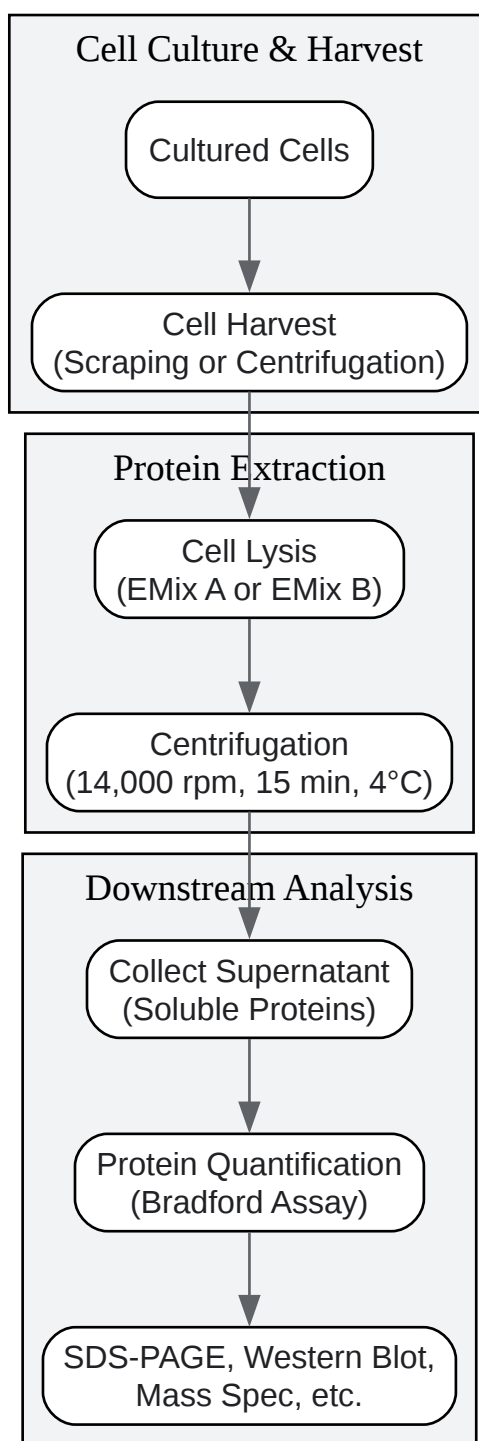 Cell Culture & Harvest
Cultured Cells
Cell Harvest
(Scraping or Centrifugation)
Protein Extraction
Cell Lysis
(EMix A or EMix B)
Centrifugation
(14,000 rpm, 15 min, 4°C)
Downstream Analysis
Collect Supernatant
(Soluble Proteins)
Protein Quantification
(Bradford Assay)
SDS-PAGE, Western Blot,
Mass Spec, etc.